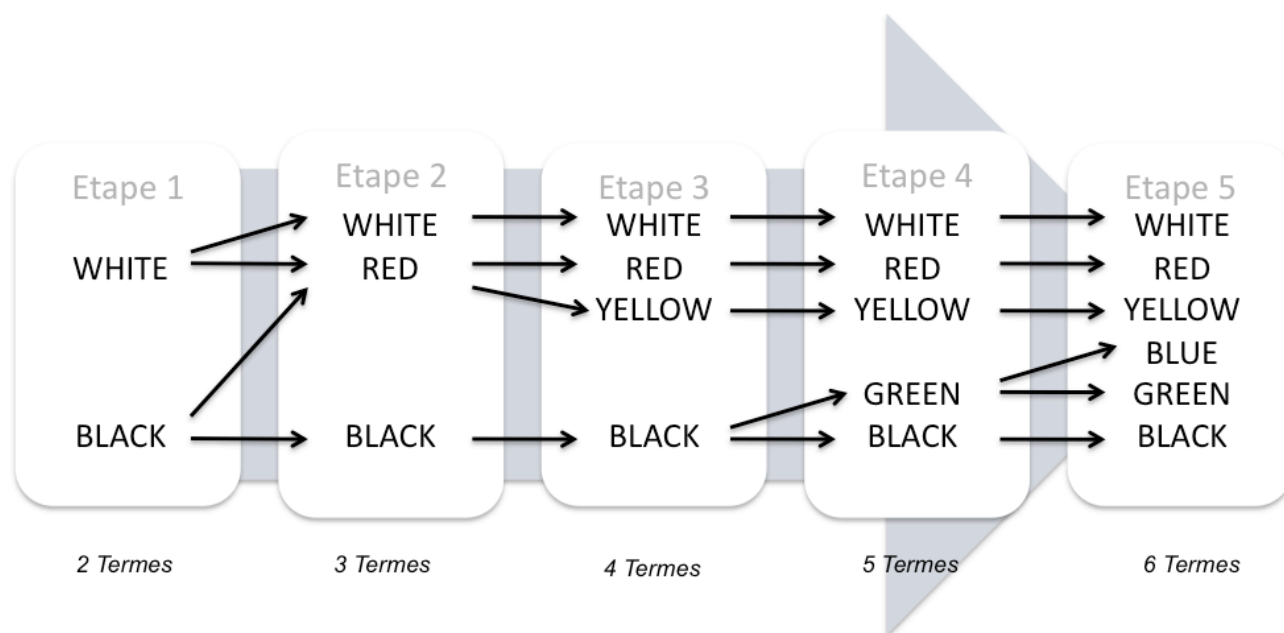 Etape 1
WHITE
BLACK
2 Termes
Etape 2
WHITE
RED
BLACK
3 Termes
Etape 3
WHITE
RED
YELLOW
BLACK
4 Termes
Etape 4
WHITE
RED
YELLOW
GREEN
BLACK
5 Termes
Etape 5
WHITE
RED
YELLOW
BLUE
GREEN
BLACK
6 Termes